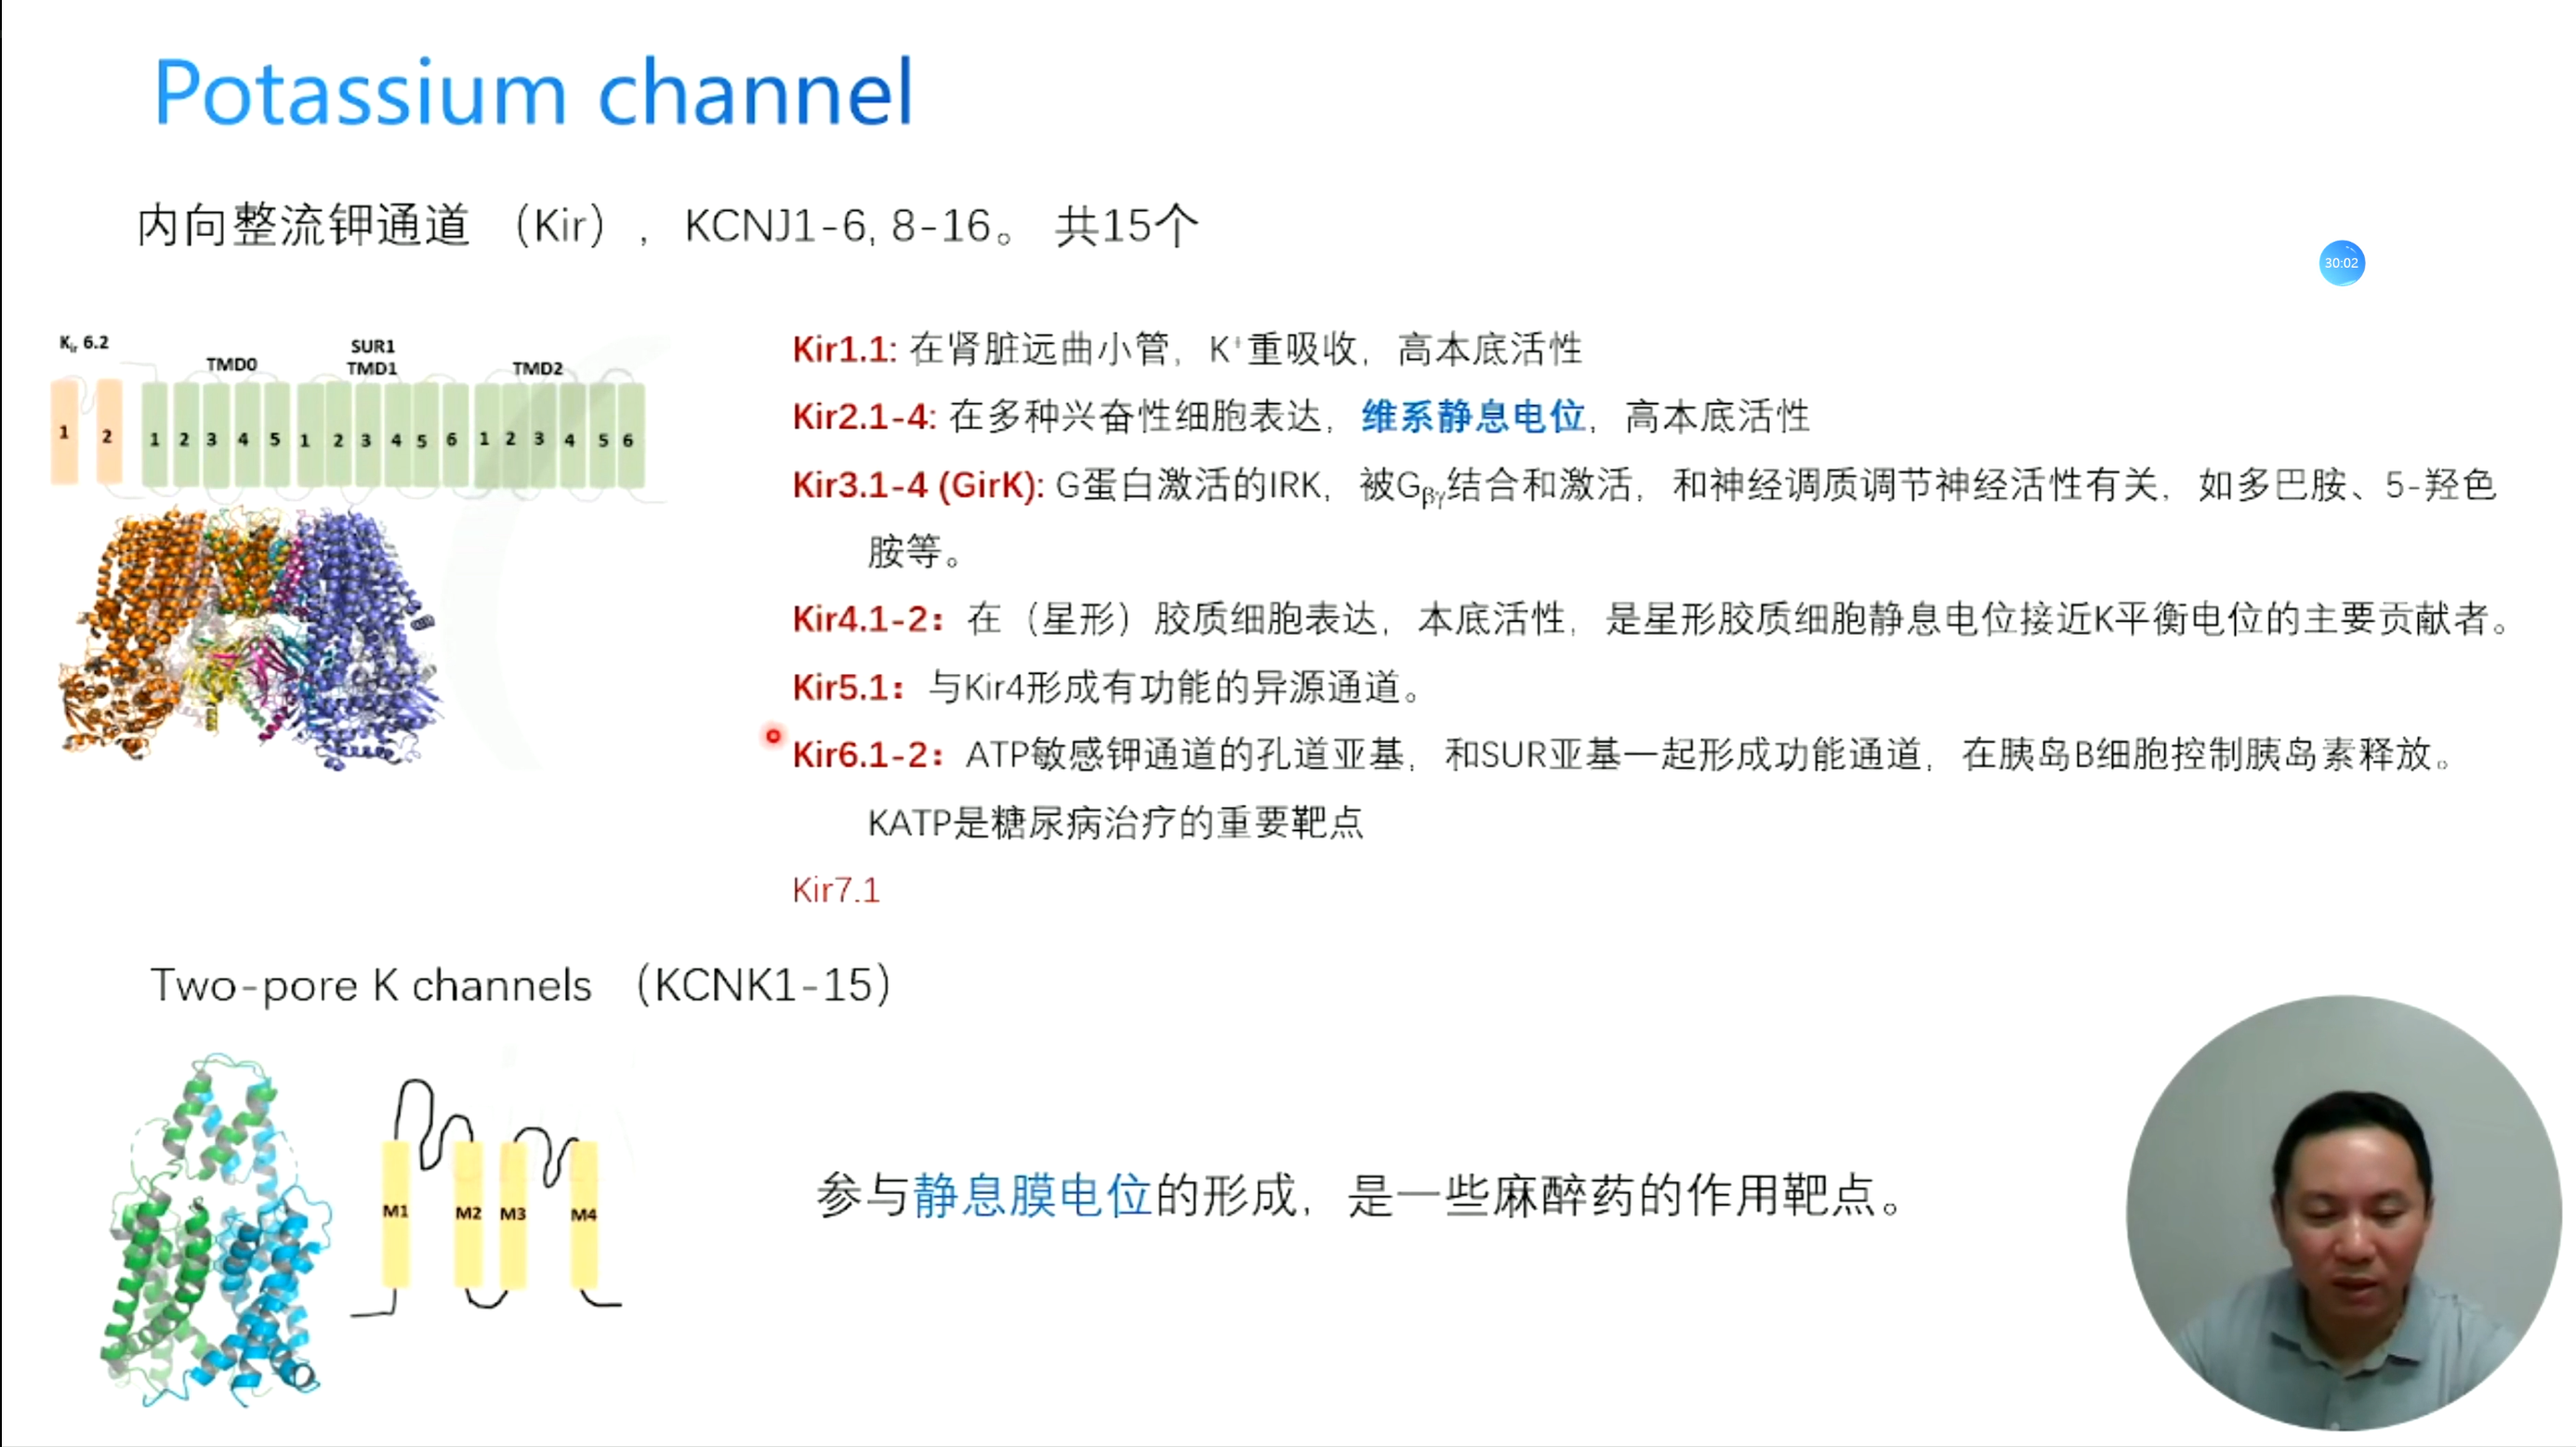 Potassium channel
内向整流钾通道 （Kir）， KCNJ1-6, 8-16。 共15个
30:02
Kir 6.2
TMD0
SUR1
TMD1
TMD2
1 2 1 2 3 4 5 1 2 3 4 5 6 1 2 3 4 5 6
Kir1.1: 在肾脏远曲小管，K+重吸收，高本底活性
Kir2.1-4: 在多种兴奋性细胞表达，维系静息电位，高本底活性
Kir3.1-4 (GirK): G蛋白激活的IRK，被Gβγ结合和激活，和神经调质调节神经活性有关，如多巴胺、5-羟色
胺等。
Kir4.1-2：在（星形）胶质细胞表达，本底活性，是星形胶质细胞静息电位接近K平衡电位的主要贡献者。
Kir5.1：与Kir4形成有功能的异源通道。
Kir6.1-2：ATP敏感钾通道的孔道亚基，和SUR亚基一起形成功能通道，在胰岛B细胞控制胰岛素释放。
KATP是糖尿病治疗的重要靶点
Kir7.1
Two-pore K channels （KCNK1-15）
M1 M2 M3 M4
参与静息膜电位的形成，是一些麻醉药的作用靶点。